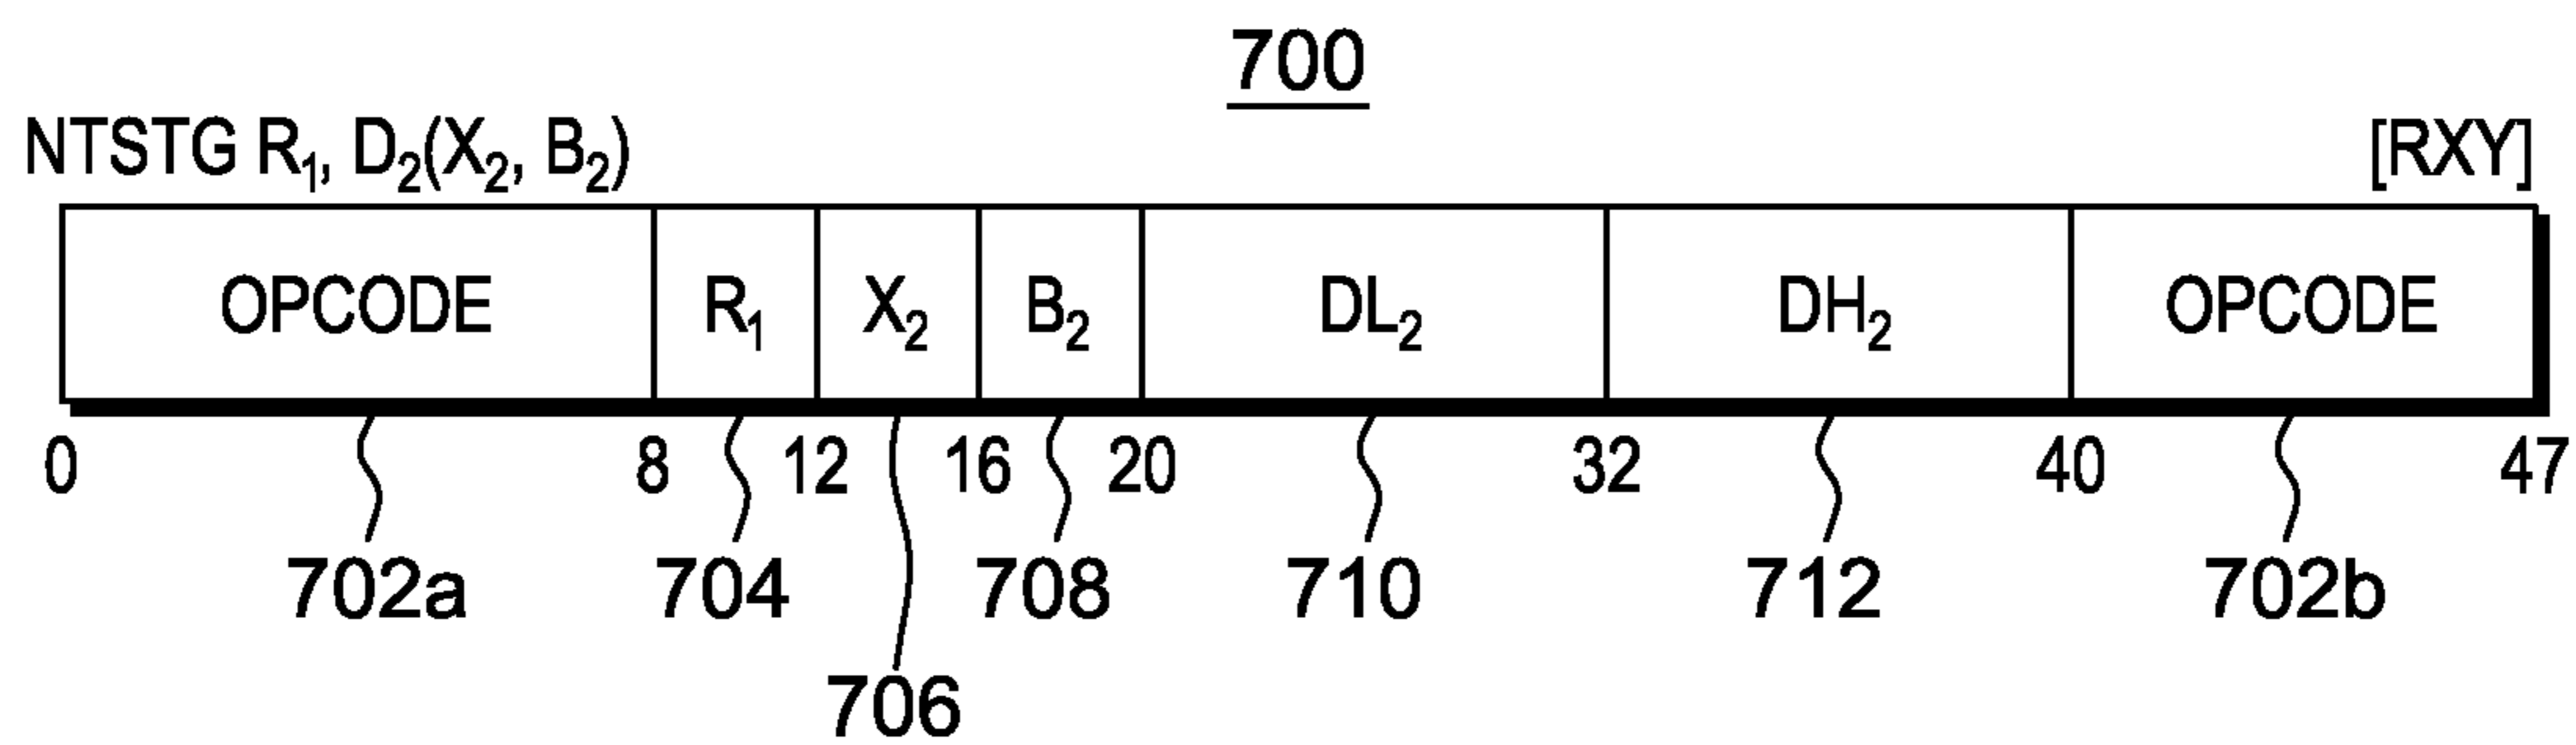 700
NTSTG R₁, D₂(X₂, B₂) [RXY]
OPCODE R₁ X₂ B₂ DL₂ DH₂ OPCODE
0 8 12 16 20 32 40 47
702a 704 708 710 712 702b
706